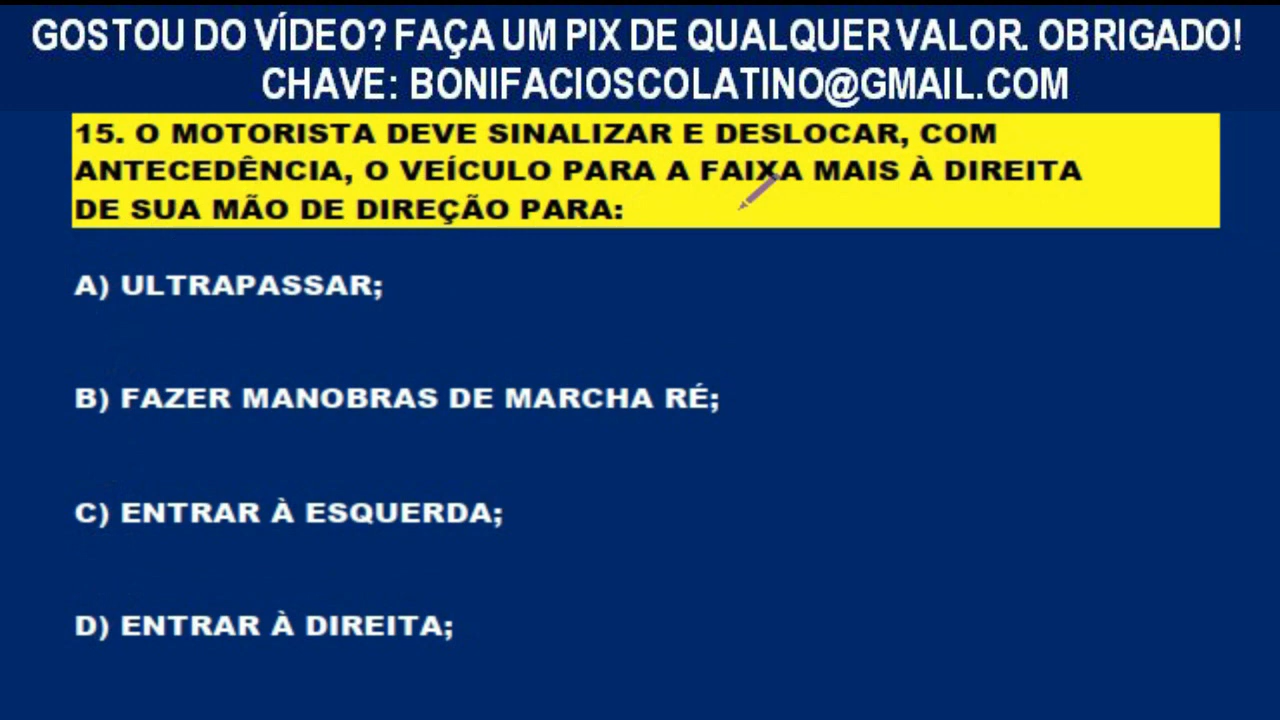 GOSTOU DO VÍDEO? FAÇA UM PIX DE QUALQUER VALOR. OBRIGADO!
CHAVE: BONIFACIOSCOLATINO@GMAIL.COM
15. O MOTORISTA DEVE SINALIZAR E DESLOCAR, COM
ANTECEDÊNCIA, O VEÍCULO PARA A FAIXA MAIS À DIREITA
DE SUA MÃO DE DIREÇÃO PARA:
A) ULTRAPASSAR;
B) FAZER MANOBRAS DE MARCHA RÉ;
C) ENTRAR À ESQUERDA;
D) ENTRAR À DIREITA;